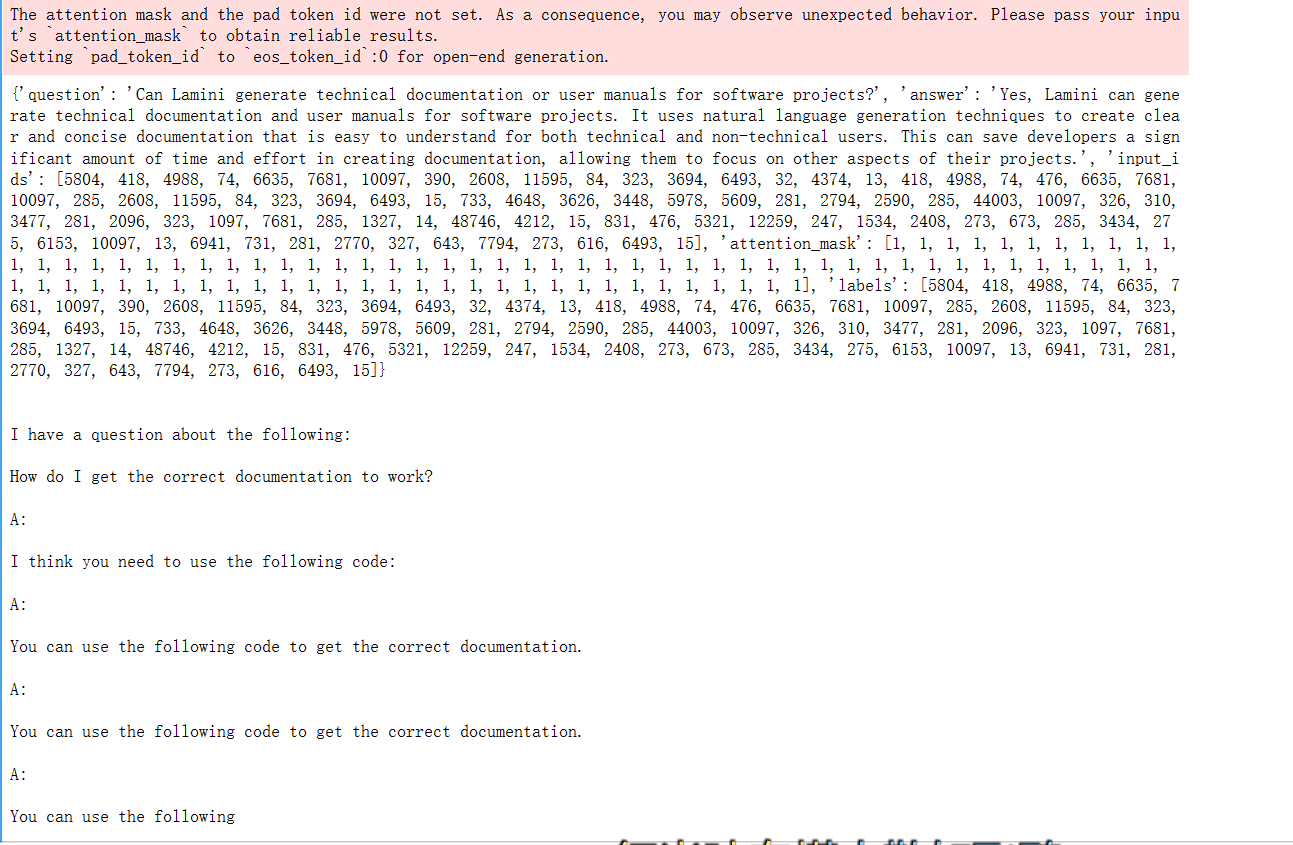 The attention mask and the pad token id were not set. As a consequence, you may observe unexpected behavior. Please pass your inpu
t's `attention_mask` to obtain reliable results.
Setting `pad_token_id` to `eos_token_id`:0 for open-end generation.
{'question': 'Can Lamini generate technical documentation or user manuals for software projects?', 'answer': 'Yes, Lamini can gene
rate technical documentation and user manuals for software projects. It uses natural language generation techniques to create clea
r and concise documentation that is easy to understand for both technical and non-technical users. This can save developers a sign
ificant amount of time and effort in creating documentation, allowing them to focus on other aspects of their projects.', 'input_i
ds': [5804, 418, 4988, 74, 6635, 7681, 10097, 390, 2608, 11595, 84, 323, 3694, 6493, 32, 4374, 13, 418, 4988, 74, 476, 6635, 7681,
10097, 285, 2608, 11595, 84, 323, 3694, 6493, 15, 733, 4648, 3626, 3448, 5978, 5609, 281, 2794, 2590, 285, 44003, 10097, 326, 310,
3477, 281, 2096, 323, 1097, 7681, 285, 1327, 14, 48746, 4212, 15, 831, 476, 5321, 12259, 247, 1534, 2408, 273, 673, 285, 3434, 27
5, 6153, 10097, 13, 6941, 731, 281, 2770, 327, 643, 7794, 273, 616, 6493, 15], 'attention_mask': [1, 1, 1, 1, 1, 1, 1, 1, 1, 1, 1,
1, 1, 1, 1, 1, 1, 1, 1, 1, 1, 1, 1, 1, 1, 1, 1, 1, 1, 1, 1, 1, 1, 1, 1, 1, 1, 1, 1, 1, 1, 1, 1, 1, 1, 1, 1, 1, 1, 1, 1, 1, 1, 1,
1, 1, 1, 1, 1, 1, 1, 1, 1, 1, 1, 1, 1, 1, 1, 1, 1, 1, 1, 1, 1, 1, 1, 1, 1, 1, 1, 1, 1, 1], 'labels': [5804, 418, 4988, 74, 6635, 7
681, 10097, 390, 2608, 11595, 84, 323, 3694, 6493, 32, 4374, 13, 418, 4988, 74, 476, 6635, 7681, 10097, 285, 2608, 11595, 84, 323,
3694, 6493, 15, 733, 4648, 3626, 3448, 5978, 5609, 281, 2794, 2590, 285, 44003, 10097, 326, 310, 3477, 281, 2096, 323, 1097, 7681,
285, 1327, 14, 48746, 4212, 15, 831, 476, 5321, 12259, 247, 1534, 2408, 273, 673, 285, 3434, 275, 6153, 10097, 13, 6941, 731, 281,
2770, 327, 643, 7794, 273, 616, 6493, 15]}
I have a question about the following:
How do I get the correct documentation to work?
A:
I think you need to use the following code:
A:
You can use the following code to get the correct documentation.
A:
You can use the following code to get the correct documentation.
A:
You can use the following